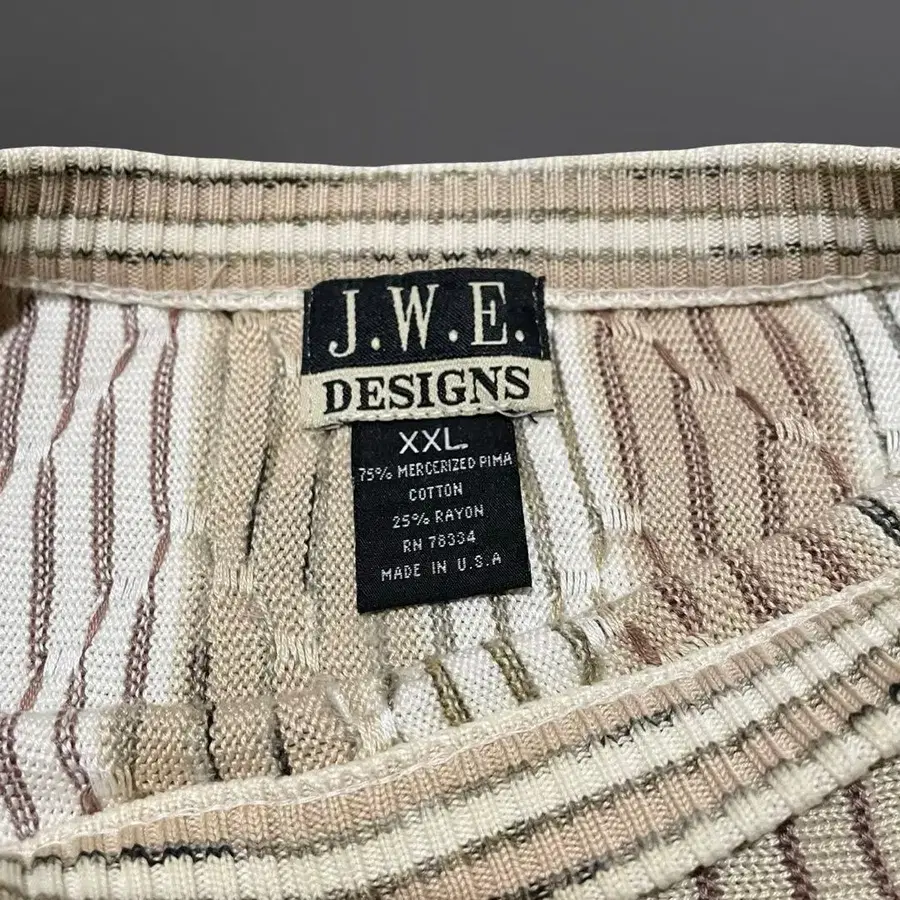 J.W.E.
DESIGNS
XXL
75% MERCERIZED PIMA
COTTON
25% RAYON
RN 78334
MADE IN U.S.A